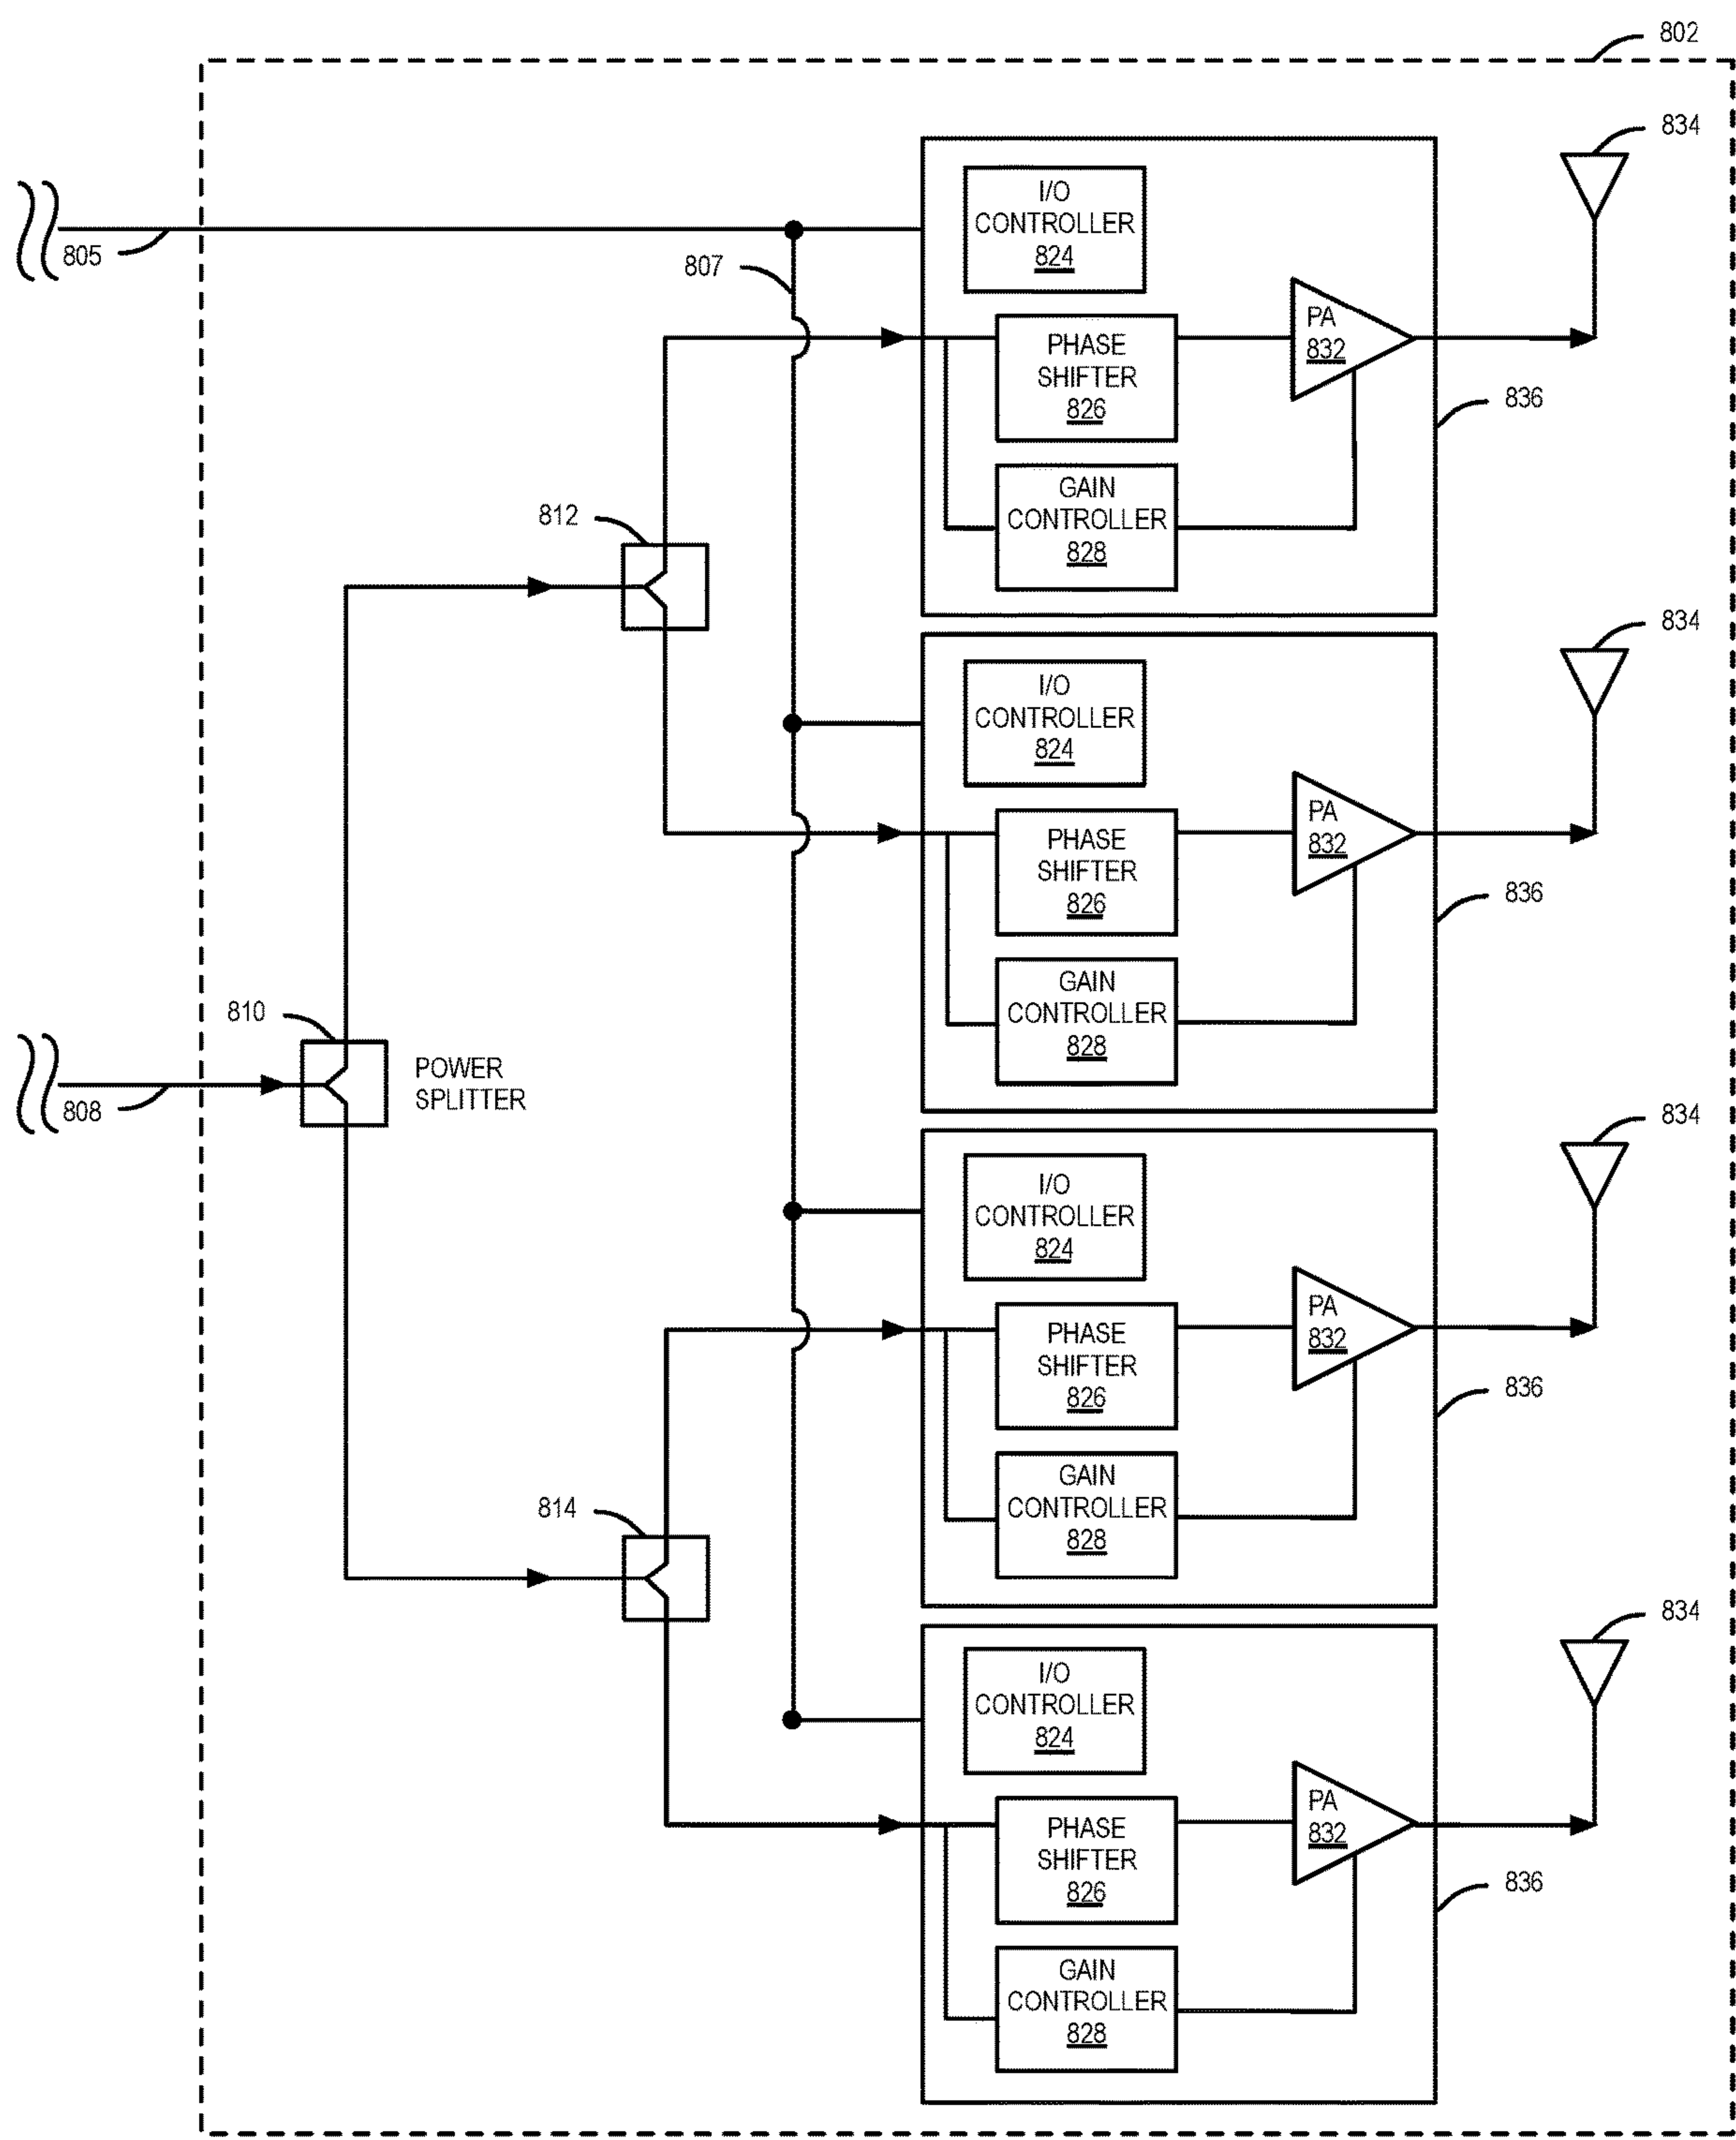 802
834
I/O
CONTROLLER
824
805
807
PA
832
PHASE
SHIFTER
826
836
GAIN
CONTROLLER
828
812
834
I/O
CONTROLLER
824
PA
832
PHASE
SHIFTER
826
836
GAIN
CONTROLLER
828
810
POWER
SPLITTER
808
834
I/O
CONTROLLER
824
PA
832
PHASE
SHIFTER
826
836
GAIN
CONTROLLER
828
814
834
I/O
CONTROLLER
824
PA
832
PHASE
SHIFTER
826
836
GAIN
CONTROLLER
828